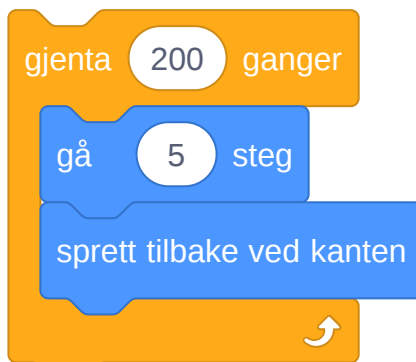 gjenta 200 ganger
gå 5 steg
sprett tilbake ved kanten